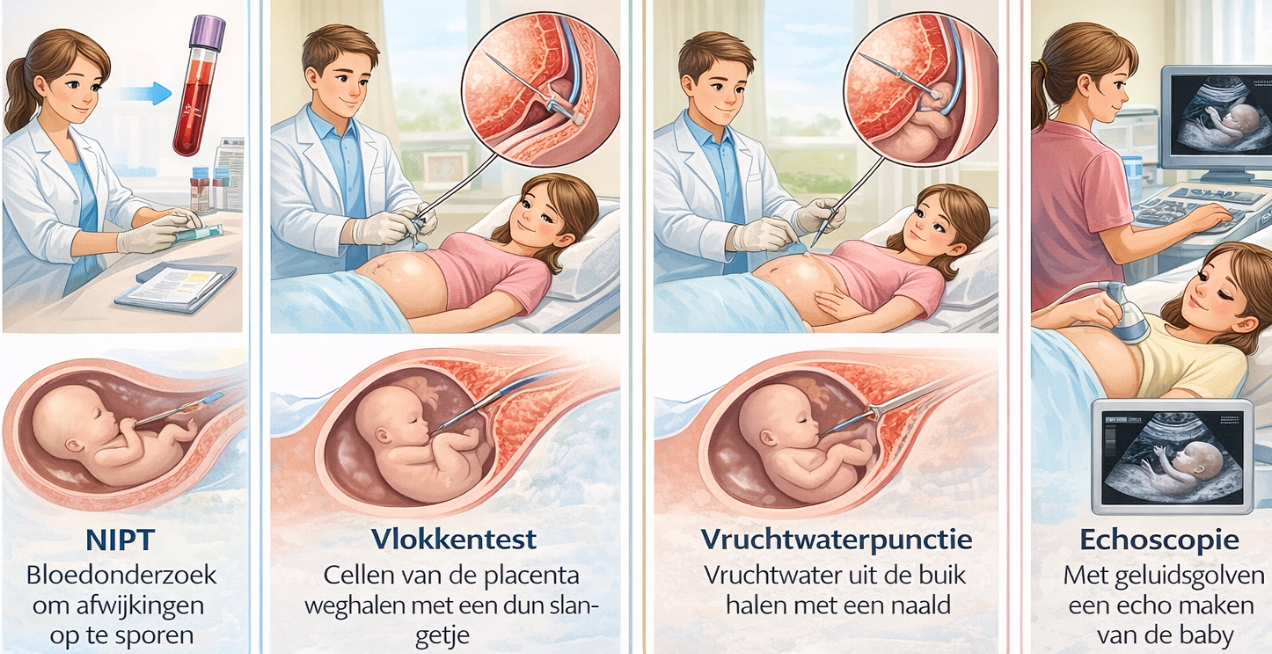 NIPT
Bloedonderzoek
om afwijkingen
op te sporen
Vlokkentest
Cellen van de placenta
weghalen met een dun slan-
getje
Vruchtwaterpunctie
Vruchtwater uit de buik
halen met een naald
Echoscopie
Met geluidsgolven
een echo maken
van de baby